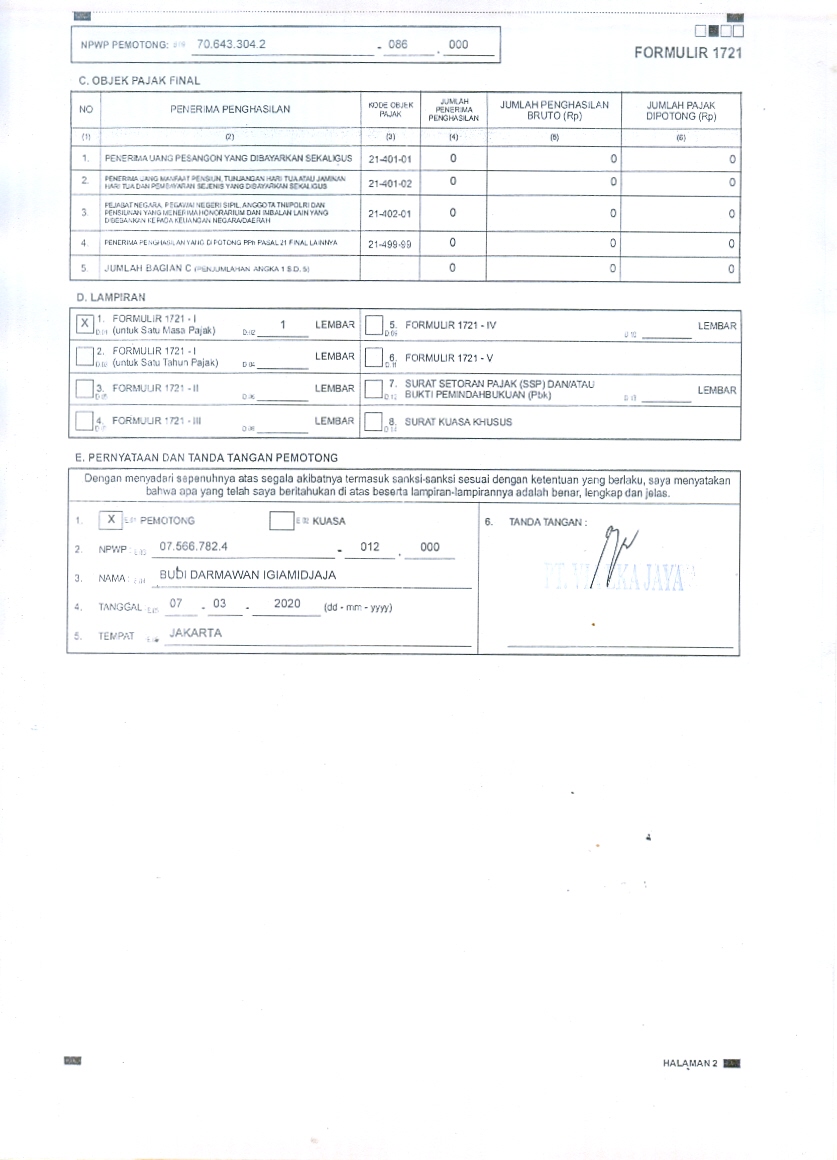 NPWP PEMOTONG: 70.643.304.2 - 086 . 000
FORMULIR 1721
C. OBJEK PAJAK FINAL
NO PENERIMA PENGHASILAN KODE OBJEK PAJAK JUMLAH PENERIMA PENGHASILAN JUMLAH PENGHASILAN BRUTO (Rp) JUMLAH PAJAK DIPOTONG (Rp)
(1) (2) (3) (4) (5) (6)
1. PENERIMA UANG PESANGON YANG DIBAYARKAN SEKALIGUS 21-401-01 0 0 0
2. PENERIMA UANG MANFAAT PENSIUN, TUNJANGAN HARI TUA ATAU JAMINAN HARI TUA DAN PEMBAYARAN SEJENIS YANG DIBAYARKAN SEKALIGUS 21-401-02 0 0 0
3. PEJABAT NEGARA, PEGAWAI NEGERI SIPIL, ANGGOTA TNI/POLRI DAN PENSIUNAN YANG MENERIMA HONORARIUM DAN IMBALAN LAIN YANG DIBEBANKAN KEPADA KEUANGAN NEGARA/DAERAH 21-402-01 0 0 0
4. PENERIMA PENGHASILAN YANG DIPOTONG PPh PASAL 21 FINAL LAINNYA 21-499-99 0 0 0
5. JUMLAH BAGIAN C (PENJUMLAHAN ANGKA 1 S.D. 5) 0 0 0
D. LAMPIRAN
X 1. FORMULIR 1721 - I (untuk Satu Masa Pajak) D.01 D.02 1 LEMBAR
5. FORMULIR 1721 - IV D.09 D.10 LEMBAR
2. FORMULIR 1721 - I (untuk Satu Tahun Pajak) D.03 D.04 LEMBAR
6. FORMULIR 1721 - V D.11
3. FORMULIR 1721 - II D.05 D.06 LEMBAR
7. SURAT SETORAN PAJAK (SSP) DAN/ATAU BUKTI PEMINDAHBUKUAN (Pbk) D.12 D.13 LEMBAR
4. FORMULIR 1721 - III D.07 D.08 LEMBAR
8. SURAT KUASA KHUSUS D.14
E. PERNYATAAN DAN TANDA TANGAN PEMOTONG
Dengan menyadari sepenuhnya atas segala akibatnya termasuk sanksi-sanksi sesuai dengan ketentuan yang berlaku, saya menyatakan
bahwa apa yang telah saya beritahukan di atas beserta lampiran-lampirannya adalah benar, lengkap dan jelas.
1. X E.01 PEMOTONG E.02 KUASA
6. TANDA TANGAN :
2. NPWP : E.03 07.566.782.4 - 012 . 000
3. NAMA : E.04 BUDI DARMAWAN IGIAMIDJAJA
4. TANGGAL E.05 07 - 03 - 2020 (dd - mm - yyyy)
5. TEMPAT E.06 JAKARTA
HALAMAN 2